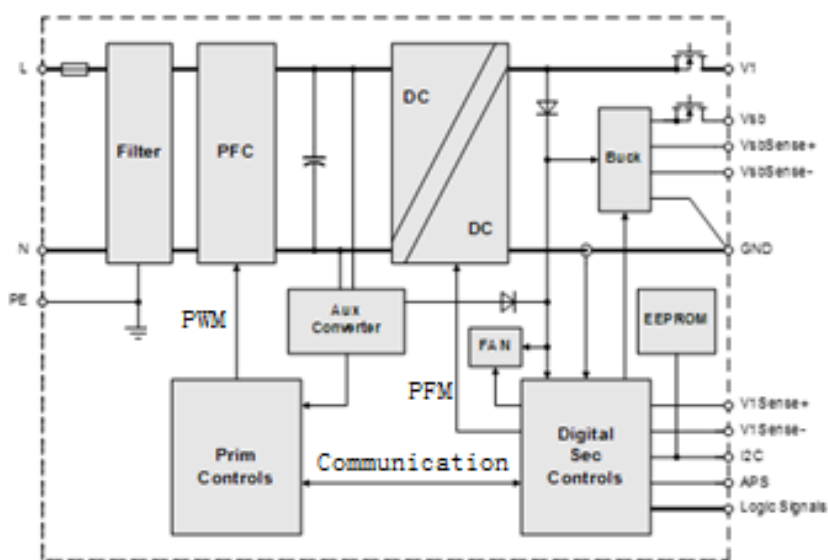 L
V1
DC
Vsb
Filter
PFC
Buck
VsbSense+
VsbSense-
DC
N
GND
PE
Aux
Converter
EEPROM
PWM
FAN
PFM
V1Sense+
V1Sense-
Digital
Sec
Controls
Prim
Controls
Communication
I2C
APS
Logic Signals